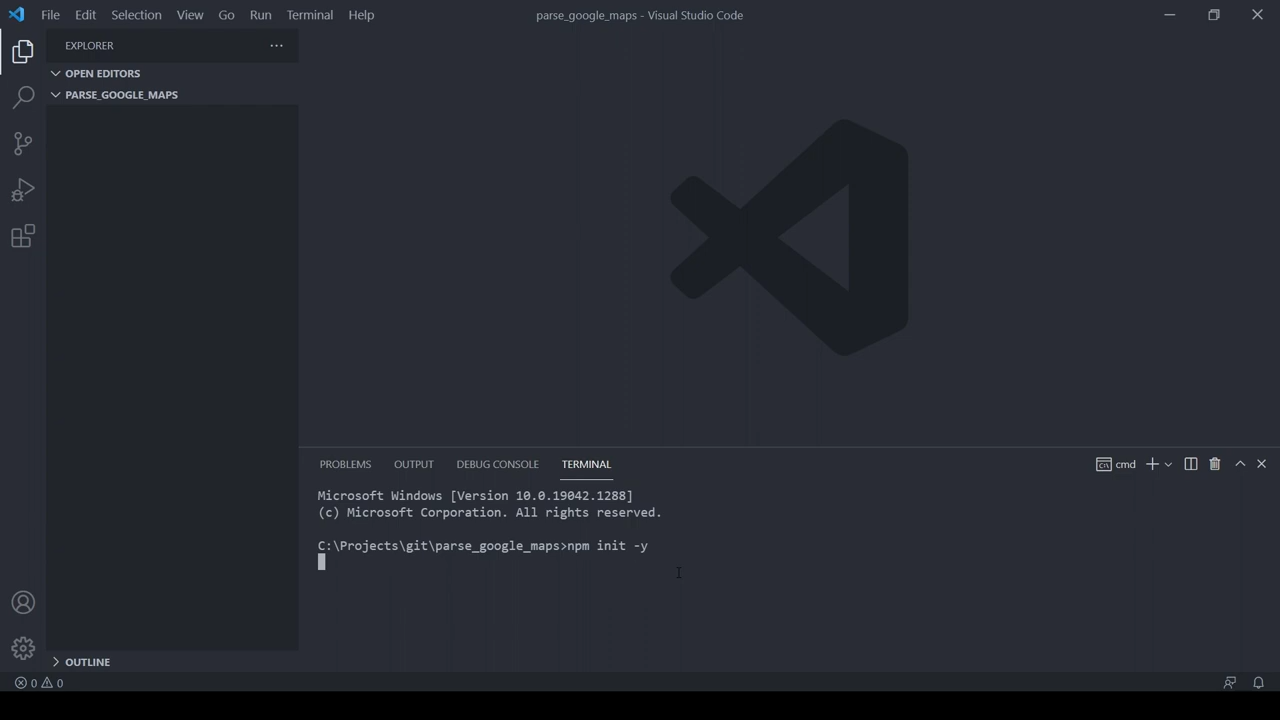 File Edit Selection View Go Run Terminal Help
parse_google_maps - Visual Studio Code
EXPLORER
OPEN EDITORS
PARSE_GOOGLE_MAPS
PROBLEMS OUTPUT DEBUG CONSOLE TERMINAL
cmd
Microsoft Windows [Version 10.0.19042.1288]
(c) Microsoft Corporation. All rights reserved.
C:\Projects\git\parse_google_maps>npm init -y
OUTLINE
0 0